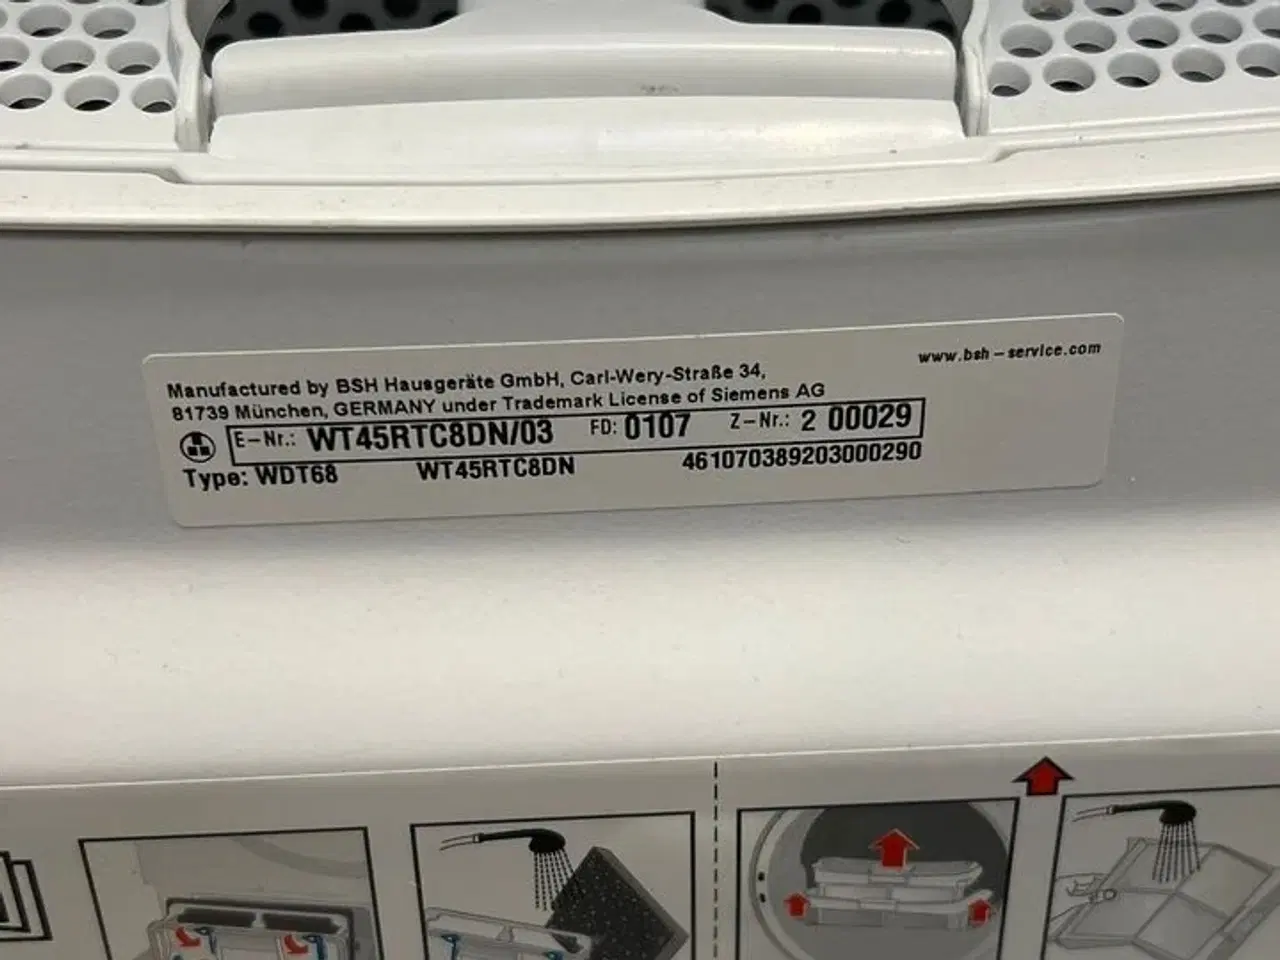 www.bsh-service.com
Manufactured by BSH Hausgeräte GmbH, Carl-Wery-Straße 34,
81739 München, GERMANY under Trademark License of Siemens AG
E-Nr.: WT45RTC8DN/03 FD: 0107 Z-Nr.: 2 00029
Type: WDT68 WT45RTC8DN 461070389203000290